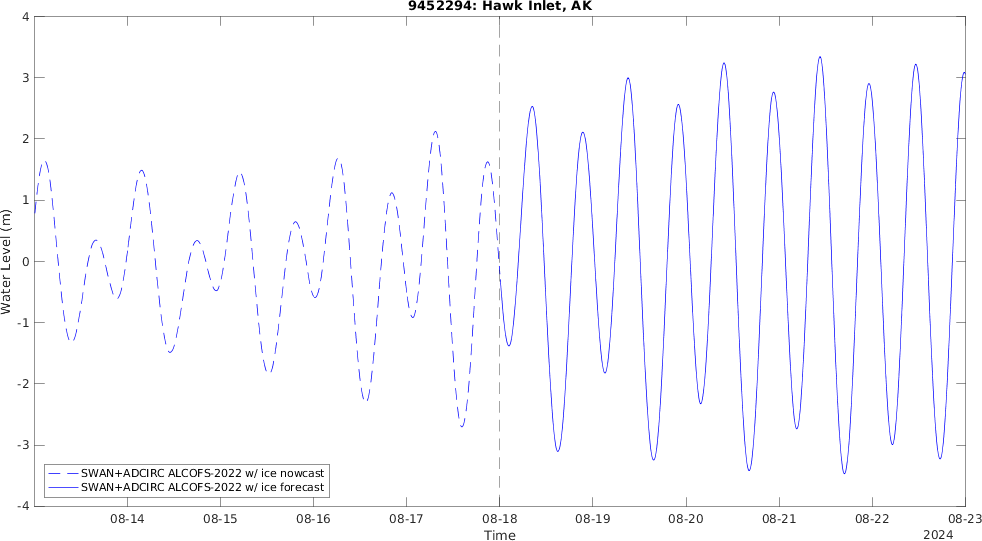 9452294: Hawk Inlet, AK
4
3
2
1
0
-1
-2
-3
-4
Water Level (m)
SWAN+ADCIRC ALCOFS-2022 w/ ice nowcast
SWAN+ADCIRC ALCOFS-2022 w/ ice forecast
08-14 08-15 08-16 08-17 08-18 08-19 08-20 08-21 08-22 08-23
Time
2024